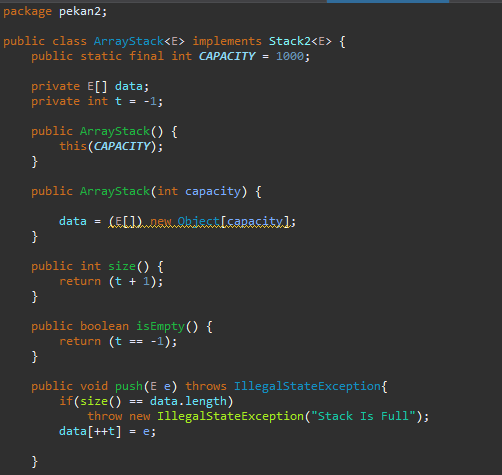 package pekan2;
public class ArrayStack<E> implements Stack2<E> {
public static final int CAPACITY = 1000;
private E[] data;
private int t = -1;
public ArrayStack() {
this(CAPACITY);
}
public ArrayStack(int capacity) {
data = (E[]) new Object[capacity];
}
public int size() {
return (t + 1);
}
public boolean isEmpty() {
return (t == -1);
}
public void push(E e) throws IllegalStateException{
if(size() == data.length)
throw new IllegalStateException("Stack Is Full");
data[++t] = e;
}